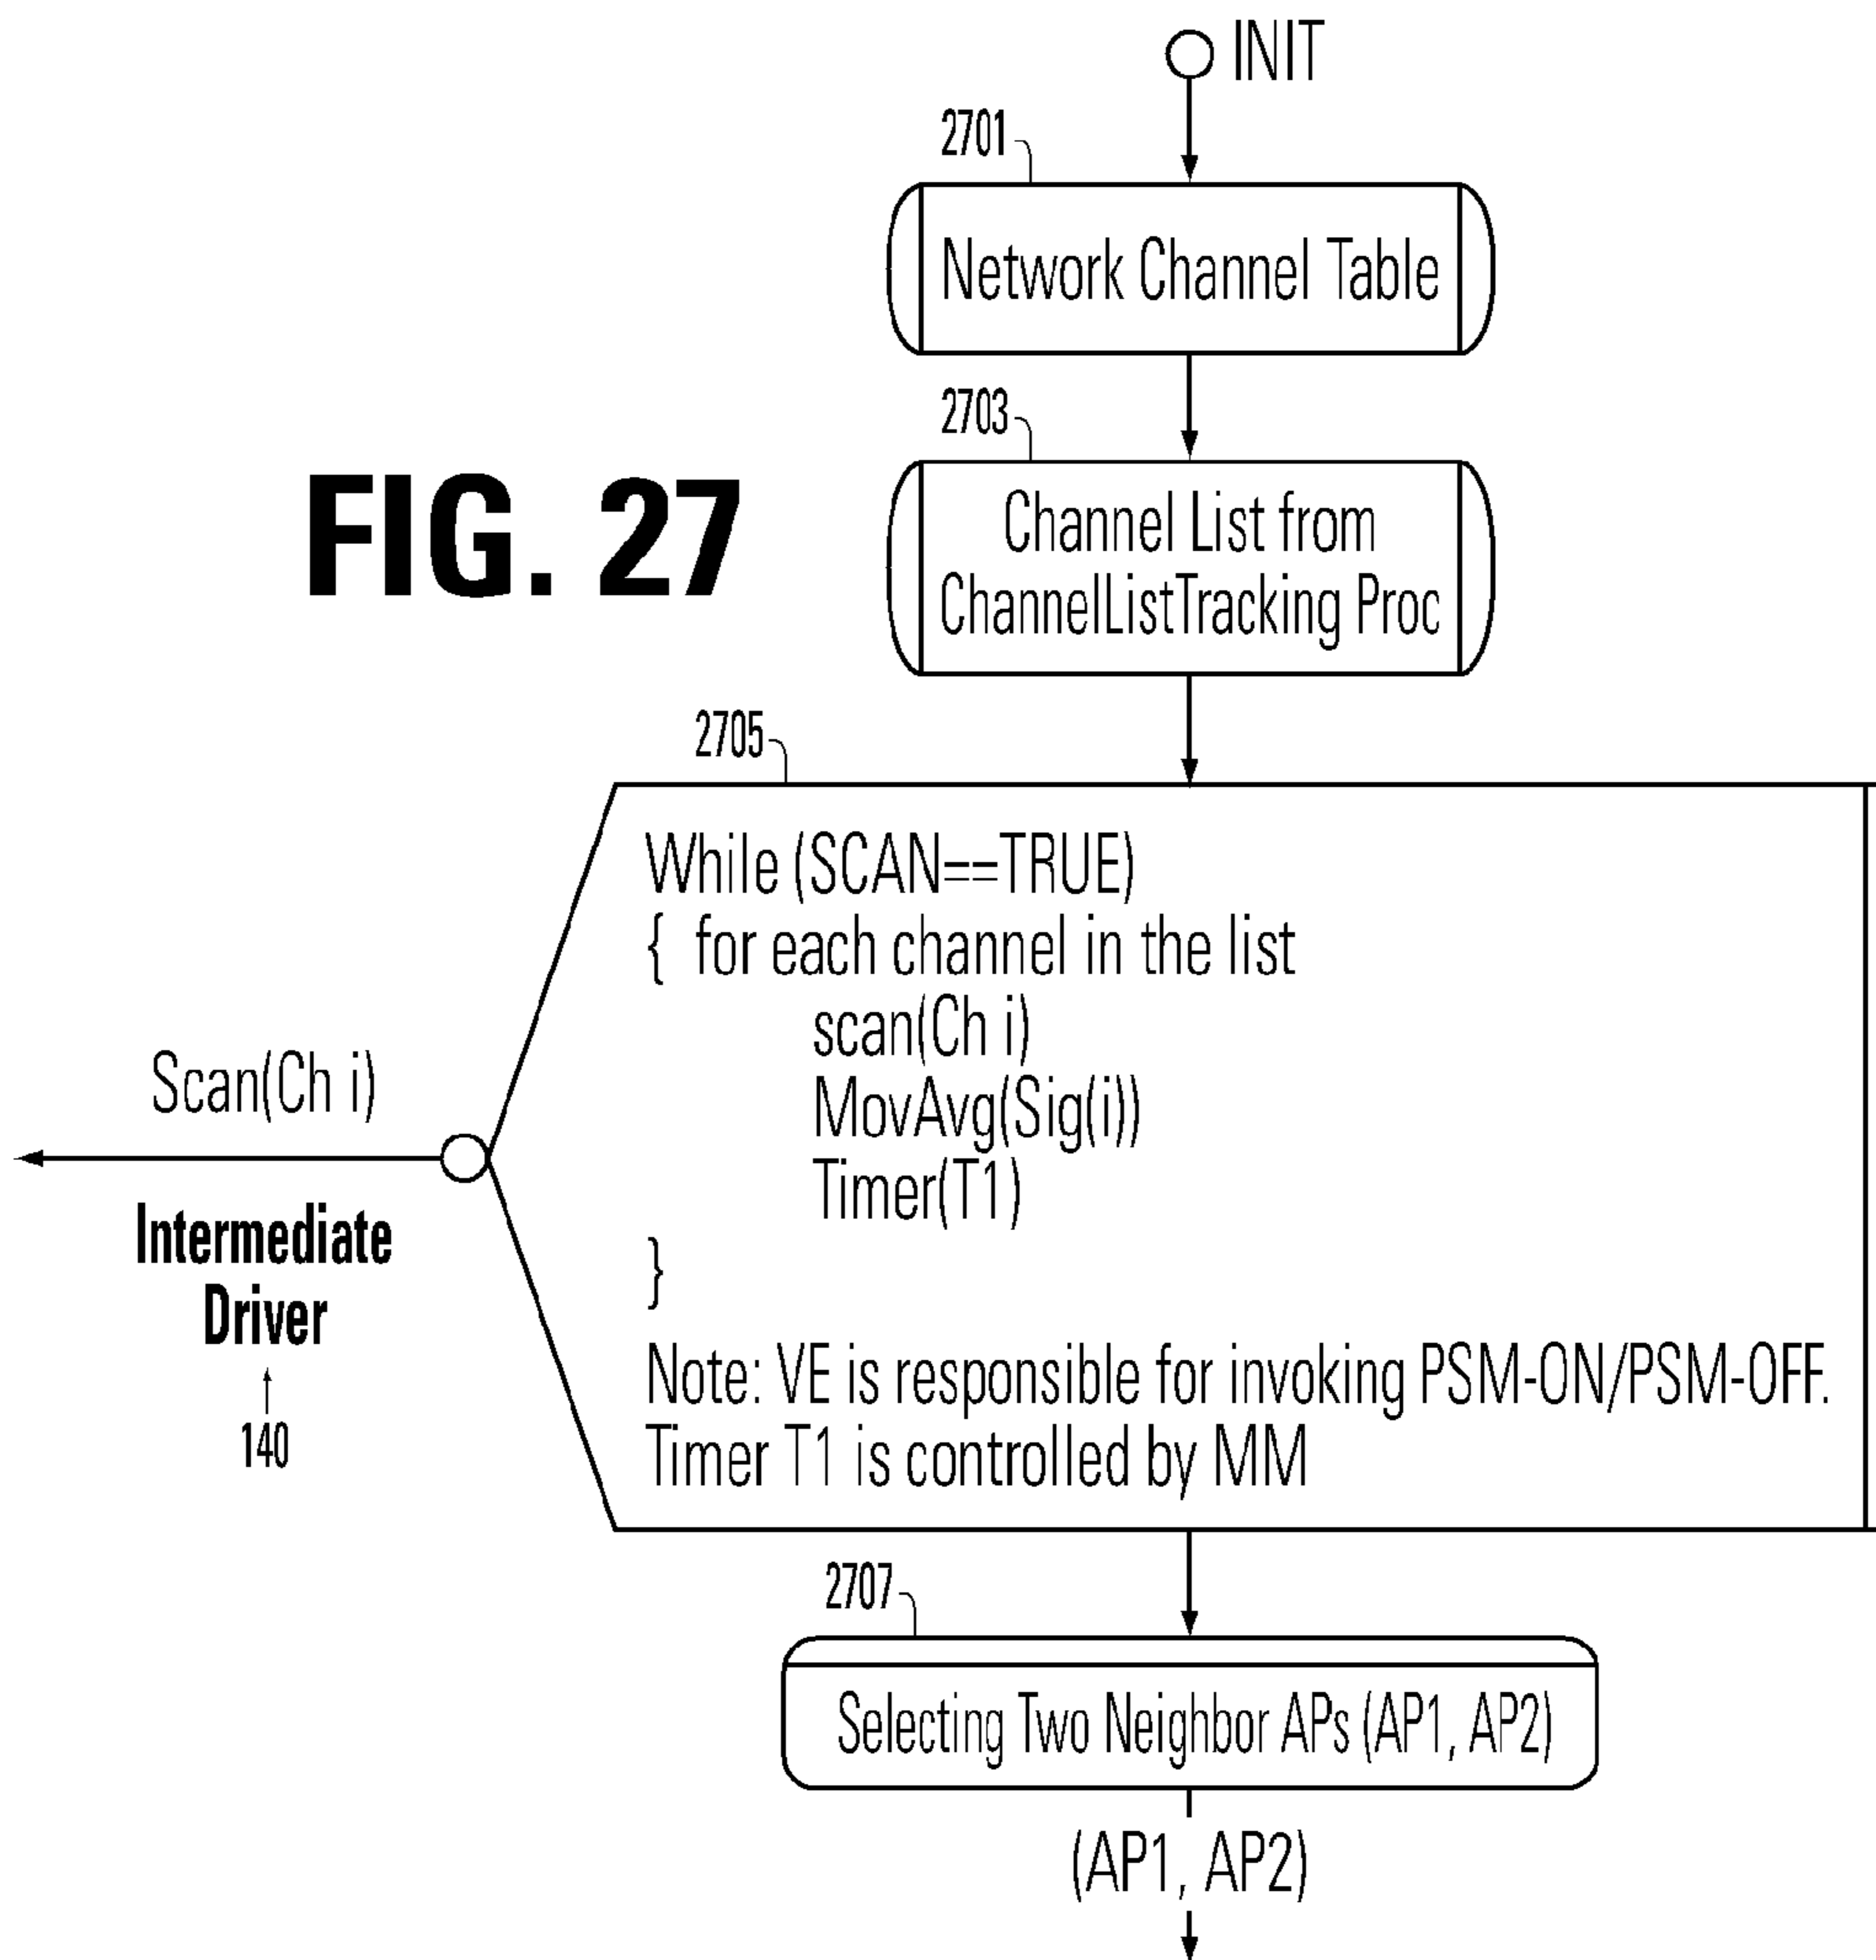 INIT
2701
Network Channel Table
2703
FIG. 27
Channel List from
ChannelListTracking Proc
2705
While (SCAN==TRUE)
{ for each channel in the list
scan(Ch i)
MovAvg(Sig(i))
Timer(T1)
}
Note: VE is responsible for invoking PSM-ON/PSM-OFF.
Timer T1 is controlled by MM
Scan(Ch i)
Intermediate
Driver
140
2707
Selecting Two Neighbor APs (AP1, AP2)
(AP1, AP2)